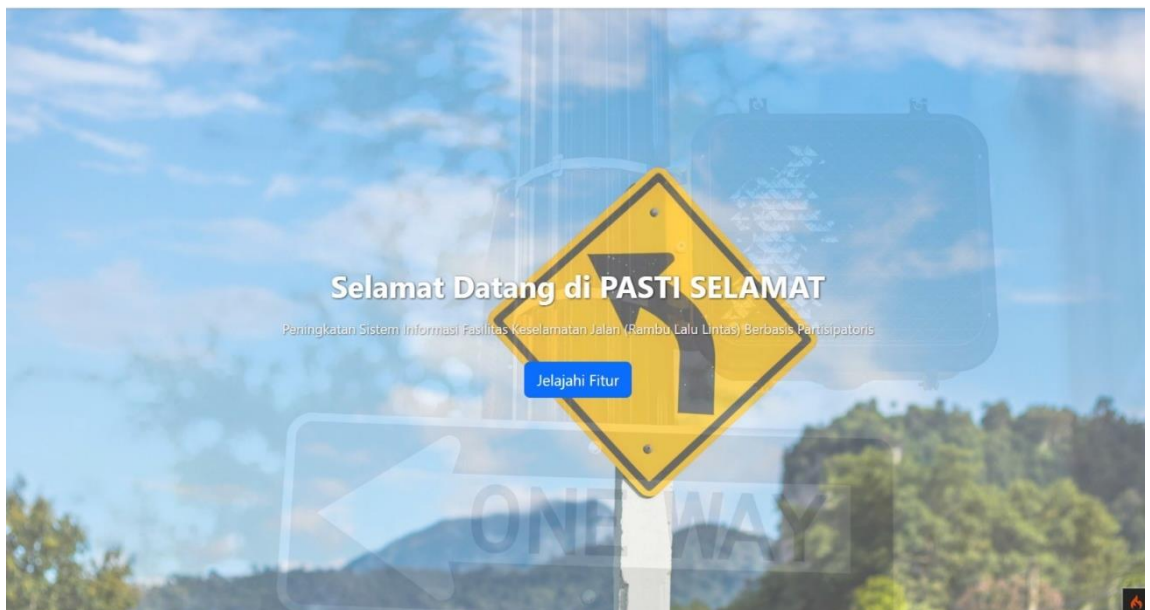 Selamat Datang di PASTI SELAMAT
Peningkatan Sistem Informasi Fasilitas Keselamatan Jalan (Rambu Lalu Lintas) Berbasis Partisipatoris
Jelajahi Fitur
ONE WAY